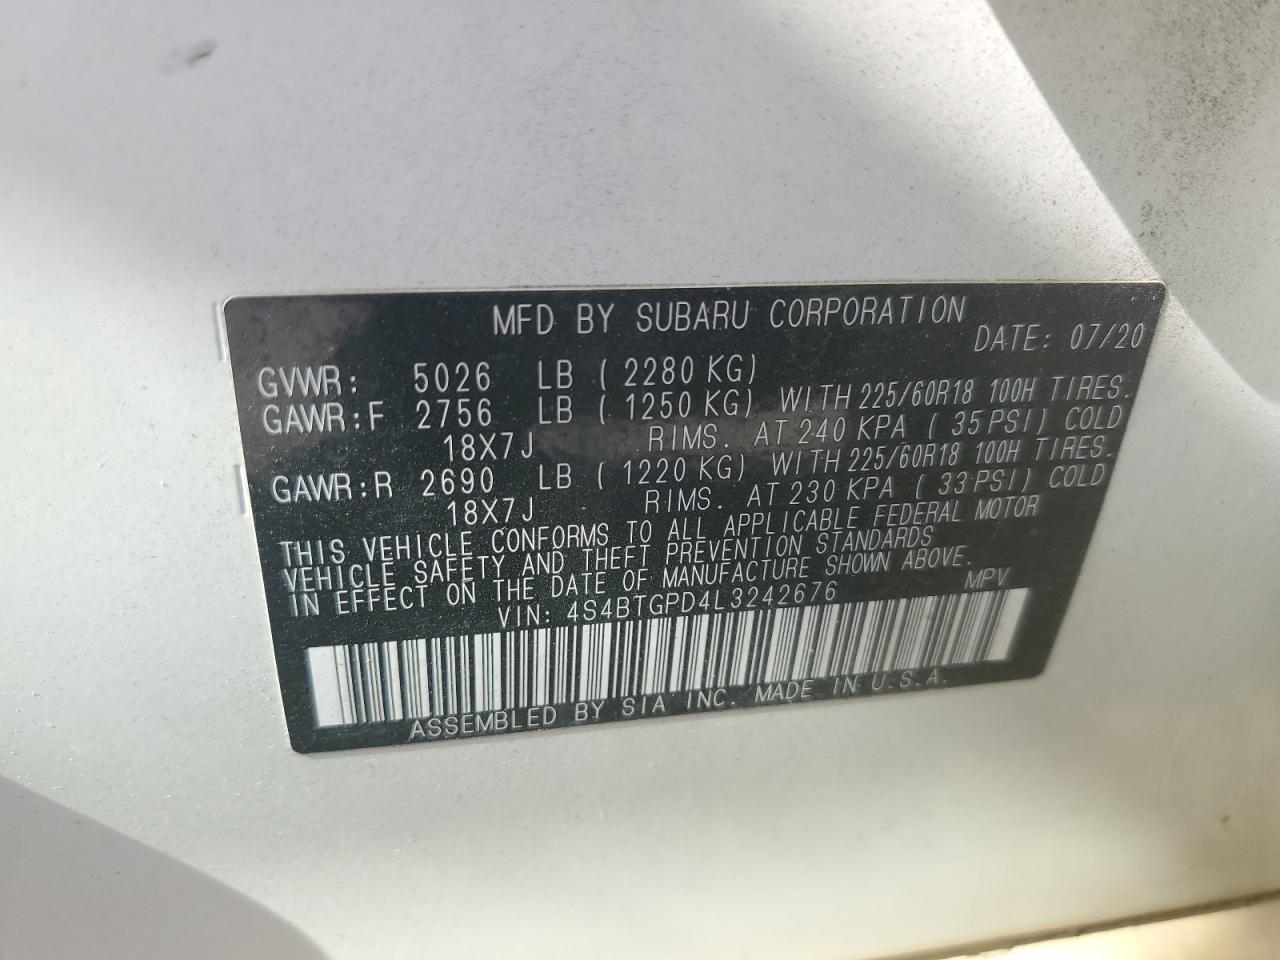 MFD BY SUBARU CORPORATION
DATE: 07/20
GVWR: 5026 LB ( 2280 KG)
GAWR:F 2756 LB ( 1250 KG) WITH 225/60R18 100H TIRES.
18X7J RIMS. AT 240 KPA ( 35 PSI) COLD
GAWR:R 2690 LB ( 1220 KG) WITH 225/60R18 100H TIRES.
18X7J RIMS. AT 230 KPA ( 33 PSI) COLD
THIS VEHICLE CONFORMS TO ALL APPLICABLE FEDERAL MOTOR
VEHICLE SAFETY AND THEFT PREVENTION STANDARDS
IN EFFECT ON THE DATE OF MANUFACTURE SHOWN ABOVE.
VIN: 4S4BTGPD4L3242676 MPV
ASSEMBLED BY SIA INC. MADE IN U.S.A.